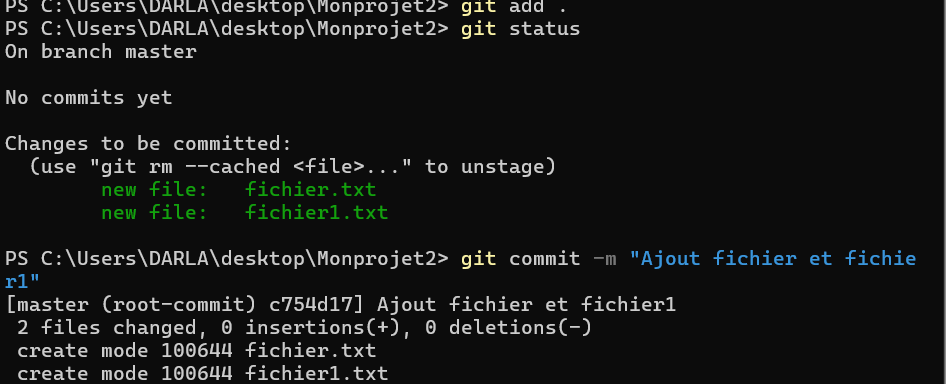 PS C:\Users\DARLA\desktop\Monprojet2> git add .
PS C:\Users\DARLA\desktop\Monprojet2> git status
On branch master
No commits yet
Changes to be committed:
  (use "git rm --cached <file>..." to unstage)
        new file:   fichier.txt
        new file:   fichier1.txt
PS C:\Users\DARLA\desktop\Monprojet2> git commit -m "Ajout fichier et fichie
r1"
[master (root-commit) c754d17] Ajout fichier et fichier1
 2 files changed, 0 insertions(+), 0 deletions(-)
 create mode 100644 fichier.txt
 create mode 100644 fichier1.txt